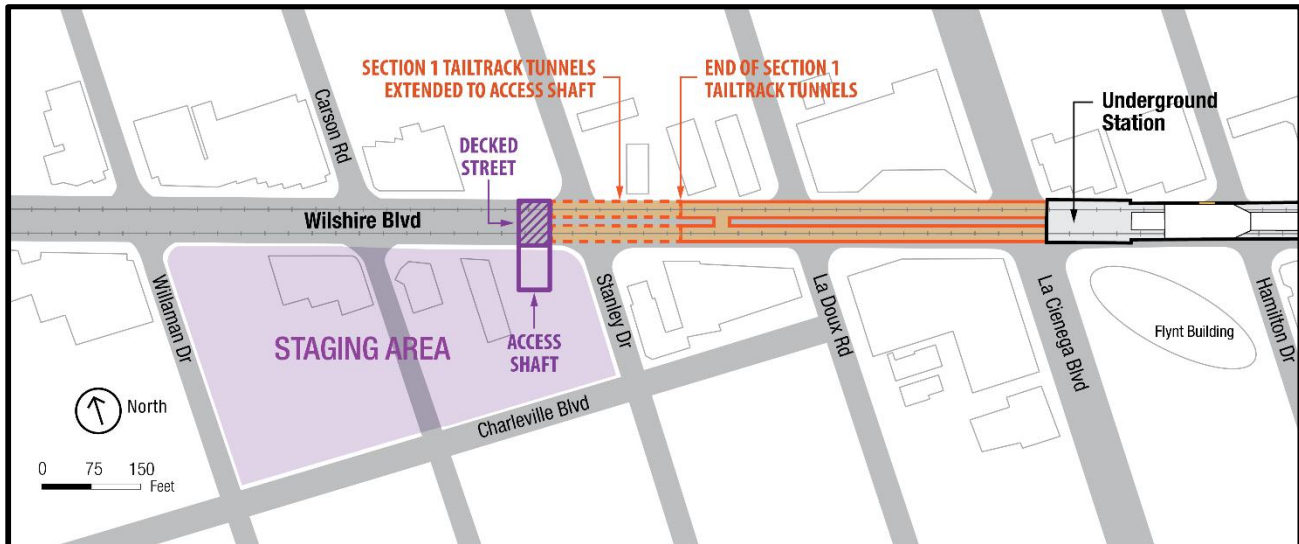 SECTION 1 TAILTRACK TUNNELS
EXTENDED TO ACCESS SHAFT
END OF SECTION 1
TAILTRACK TUNNELS
Underground
Station
Carson Rd
DECKED
STREET
Wilshire Blvd
Willaman Dr
STAGING AREA
ACCESS
SHAFT
Stanley Dr
La Doux Rd
La Cienega Blvd
Flynt Building
Hamilton Dr
Charleville Blvd
North
0 75 150
Feet